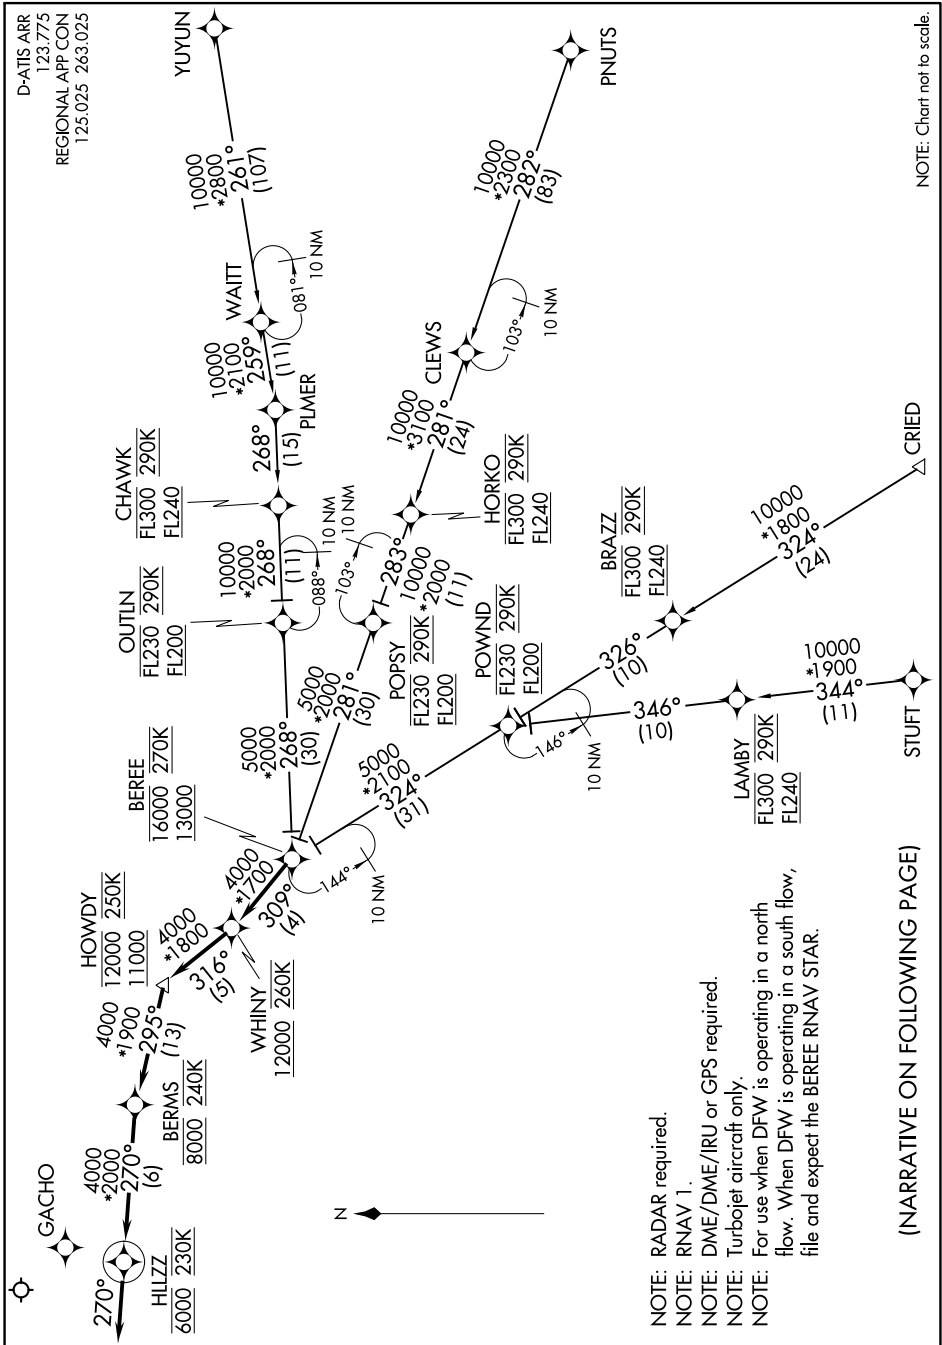 D-ATIS ARR
123.775
REGIONAL APP CON
125.025 263.025
YUYUN
10000
*2800
261°
(107)
081°
10 NM
WAITT
10000
*2100
259°
(11)
PLMER
268°
(15)
CHAWK
FL300 290K
FL240
10000
*2000
268°
(11)
088°
10 NM
OUTLN
FL230 290K
FL200
5000
*2000
268°
(30)
PNUTS
10000
*2300
282°
(83)
103°
10 NM
CLEWS
10000
*3100
281°
(24)
HORKO
FL300 290K
FL240
283°
10000
*2000
(11)
103°
10 NM
POPSY
FL230 290K
FL200
5000
*2000
281°
(30)
CRIED
10000
*1800
324°
(24)
BRAZZ
FL300 290K
FL240
326°
(10)
STUFT
10000
*1900
344°
(11)
LAMBY
FL300 290K
FL240
346°
(10)
POWND
FL230 290K
FL200
146°
10 NM
5000
*2100
324°
(31)
BEREE
16000 270K
13000
144°
10 NM
4000
*1700
309°
(4)
WHINY
12000 260K
4000
*1800
316°
(5)
HOWDY
12000 250K
11000
4000
*1900
295°
(13)
BERMS
8000 240K
4000
*2000
270°
(6)
HLLZZ
6000 230K
270°
GACHO
N
NOTE: RADAR required.
NOTE: RNAV 1.
NOTE: DME/DME/IRU or GPS required.
NOTE: Turbojet aircraft only.
NOTE: For use when DFW is operating in a north
flow. When DFW is operating in a south flow,
file and expect the BEREE RNAV STAR.
(NARRATIVE ON FOLLOWING PAGE)
NOTE: Chart not to scale.